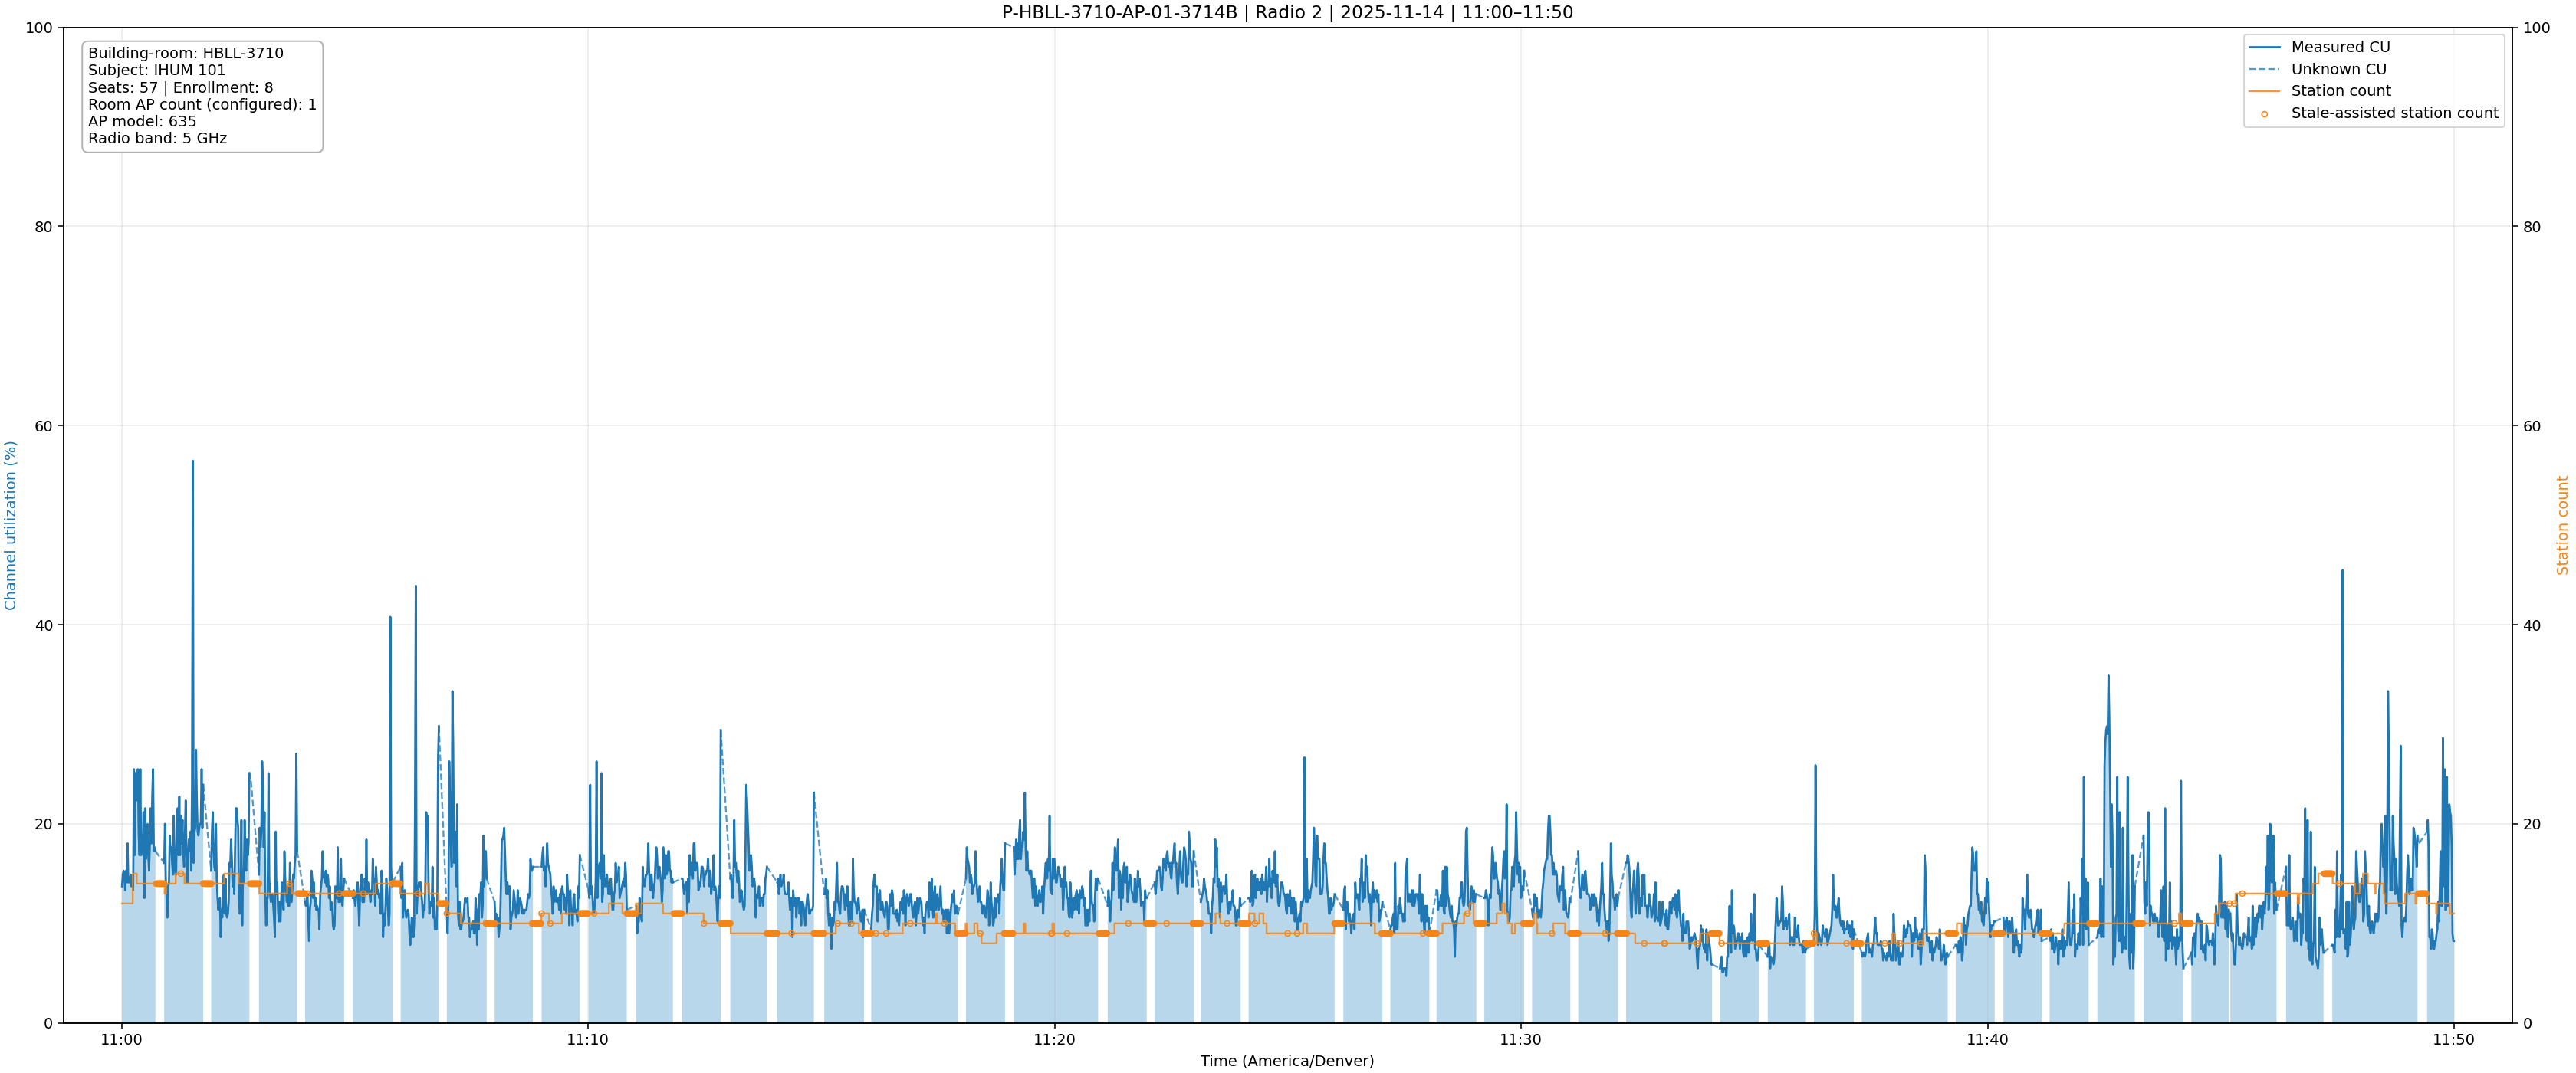 P-HBLL-3710-AP-01-3714B | Radio 2 | 2025-11-14 | 11:00–11:50
Building-room: HBLL-3710
Subject: IHUM 101
Seats: 57 | Enrollment: 8
Room AP count (configured): 1
AP model: 635
Radio band: 5 GHz
Measured CU
Unknown CU
Station count
Stale-assisted station count
Channel utilization (%)
100
80
60
40
20
0
100
80
60
40
20
0
Station count
11:00
11:10
11:20
11:30
11:40
11:50
Time (America/Denver)